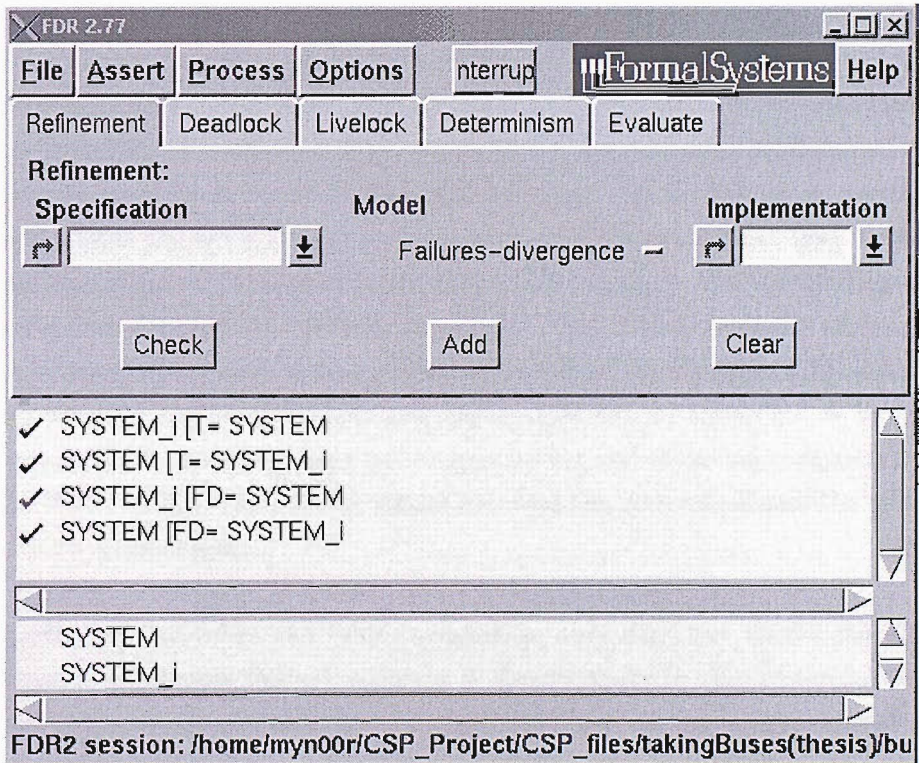 FDR 2.77
File Assert Process Options nterrup FormalSystems Help
Refinement Deadlock Livelock Determinism Evaluate
Refinement:
Specification Model Implementation
Failures-divergence
Check Add Clear
SYSTEM_i [T= SYSTEM
SYSTEM [T= SYSTEM_i
SYSTEM_i [FD= SYSTEM
SYSTEM [FD= SYSTEM_i
SYSTEM
SYSTEM_i
FDR2 session: /home/myn00r/CSP_Project/CSP_files/takingBuses(thesis)/bu